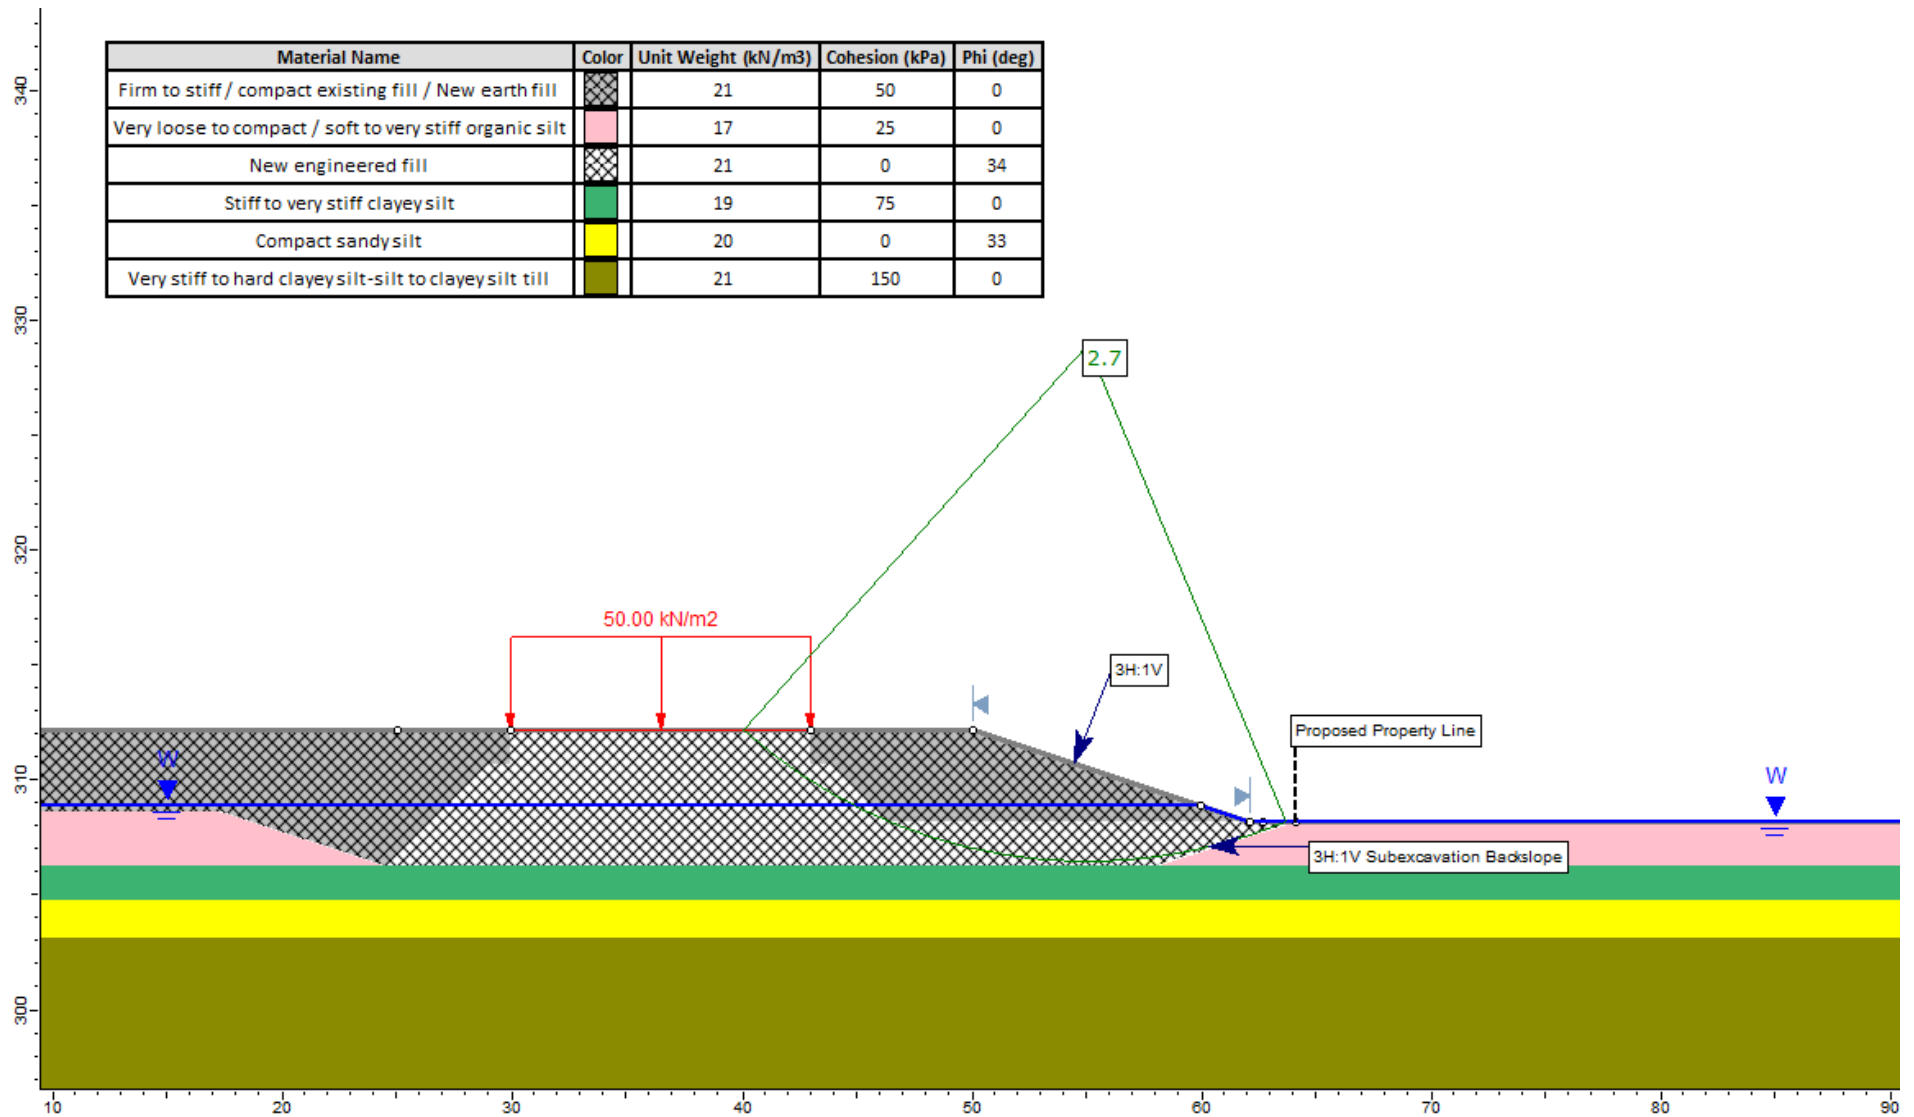 Material Name Color Unit Weight (kN/m3) Cohesion (kPa) Phi (deg)
Firm to stiff / compact existing fill / New earth fill 21 50 0
Very loose to compact / soft to very stiff organic silt 17 25 0
New engineered fill 21 0 34
Stiff to very stiff clayey silt 19 75 0
Compact sandy silt 20 0 33
Very stiff to hard clayey silt-silt to clayey silt till 21 150 0
340
330
320
310
300
2.7
50.00 kN/m2
3H:1V
Proposed Property Line
W
W
3H:1V Subexcavation Backslope
10 20 30 40 50 60 70 80 90